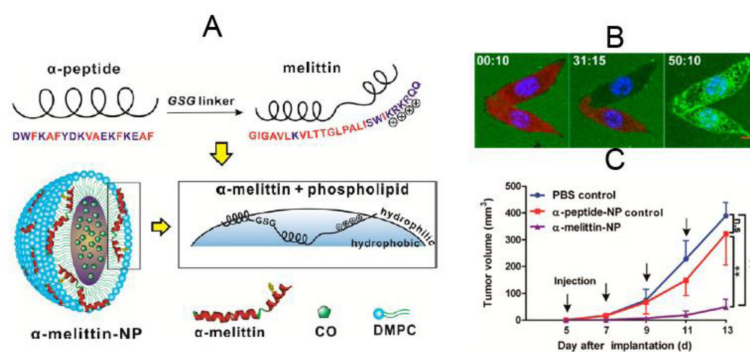 A
α-peptide
melittin
GSG linker
DWFKAFYDKVAEKFKEAF
GIGAVLKVLTTGLPALISWIKRKRQQ
α-melittin + phospholipid
GSG
hydrophilic
hydrophobic
α-melittin-NP
α-melittin
CO
DMPC
B
00:10
31:15
50:10
C
PBS control
α-peptide-NP control
α-melittin-NP
Tumor volume (mm³)
500
400
300
200
100
0
Injection
n.s
**
5 7 9 11 13
Day after implantation (d)